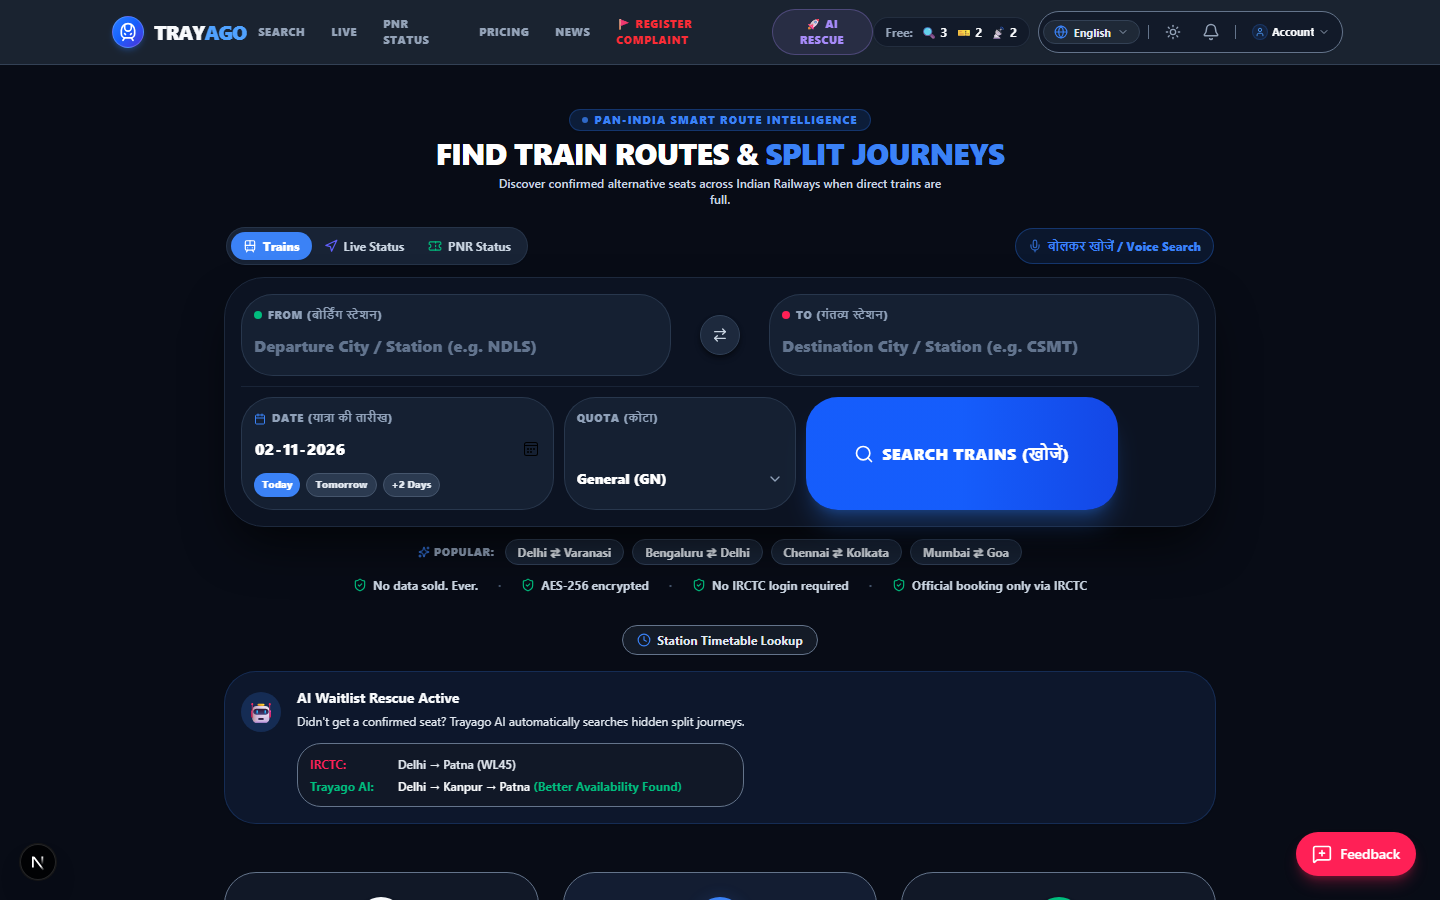 TRAYAGO
SEARCH
LIVE
PNR
STATUS
PRICING
NEWS
REGISTER
COMPLAINT
AI
RESCUE
Free: 3 2 2
English
Account
PAN-INDIA SMART ROUTE INTELLIGENCE
FIND TRAIN ROUTES & SPLIT JOURNEYS
Discover confirmed alternative seats across Indian Railways when direct trains are
full.
Trains
Live Status
PNR Status
बोलकर खोजें / Voice Search
FROM (बोर्डिंग स्टेशन)
Departure City / Station (e.g. NDLS)
TO (गंतव्य स्टेशन)
Destination City / Station (e.g. CSMT)
DATE (यात्रा की तारीख)
02-11-2026
Today
Tomorrow
+2 Days
QUOTA (कोटा)
General (GN)
SEARCH TRAINS (खोजें)
POPULAR:
Delhi ⇄ Varanasi
Bengaluru ⇄ Delhi
Chennai ⇄ Kolkata
Mumbai ⇄ Goa
No data sold. Ever.
·
AES-256 encrypted
·
No IRCTC login required
·
Official booking only via IRCTC
Station Timetable Lookup
AI Waitlist Rescue Active
Didn't get a confirmed seat? Trayago AI automatically searches hidden split journeys.
IRCTC: Delhi → Patna (WL45)
Trayago AI: Delhi → Kanpur → Patna (Better Availability Found)
N
Feedback